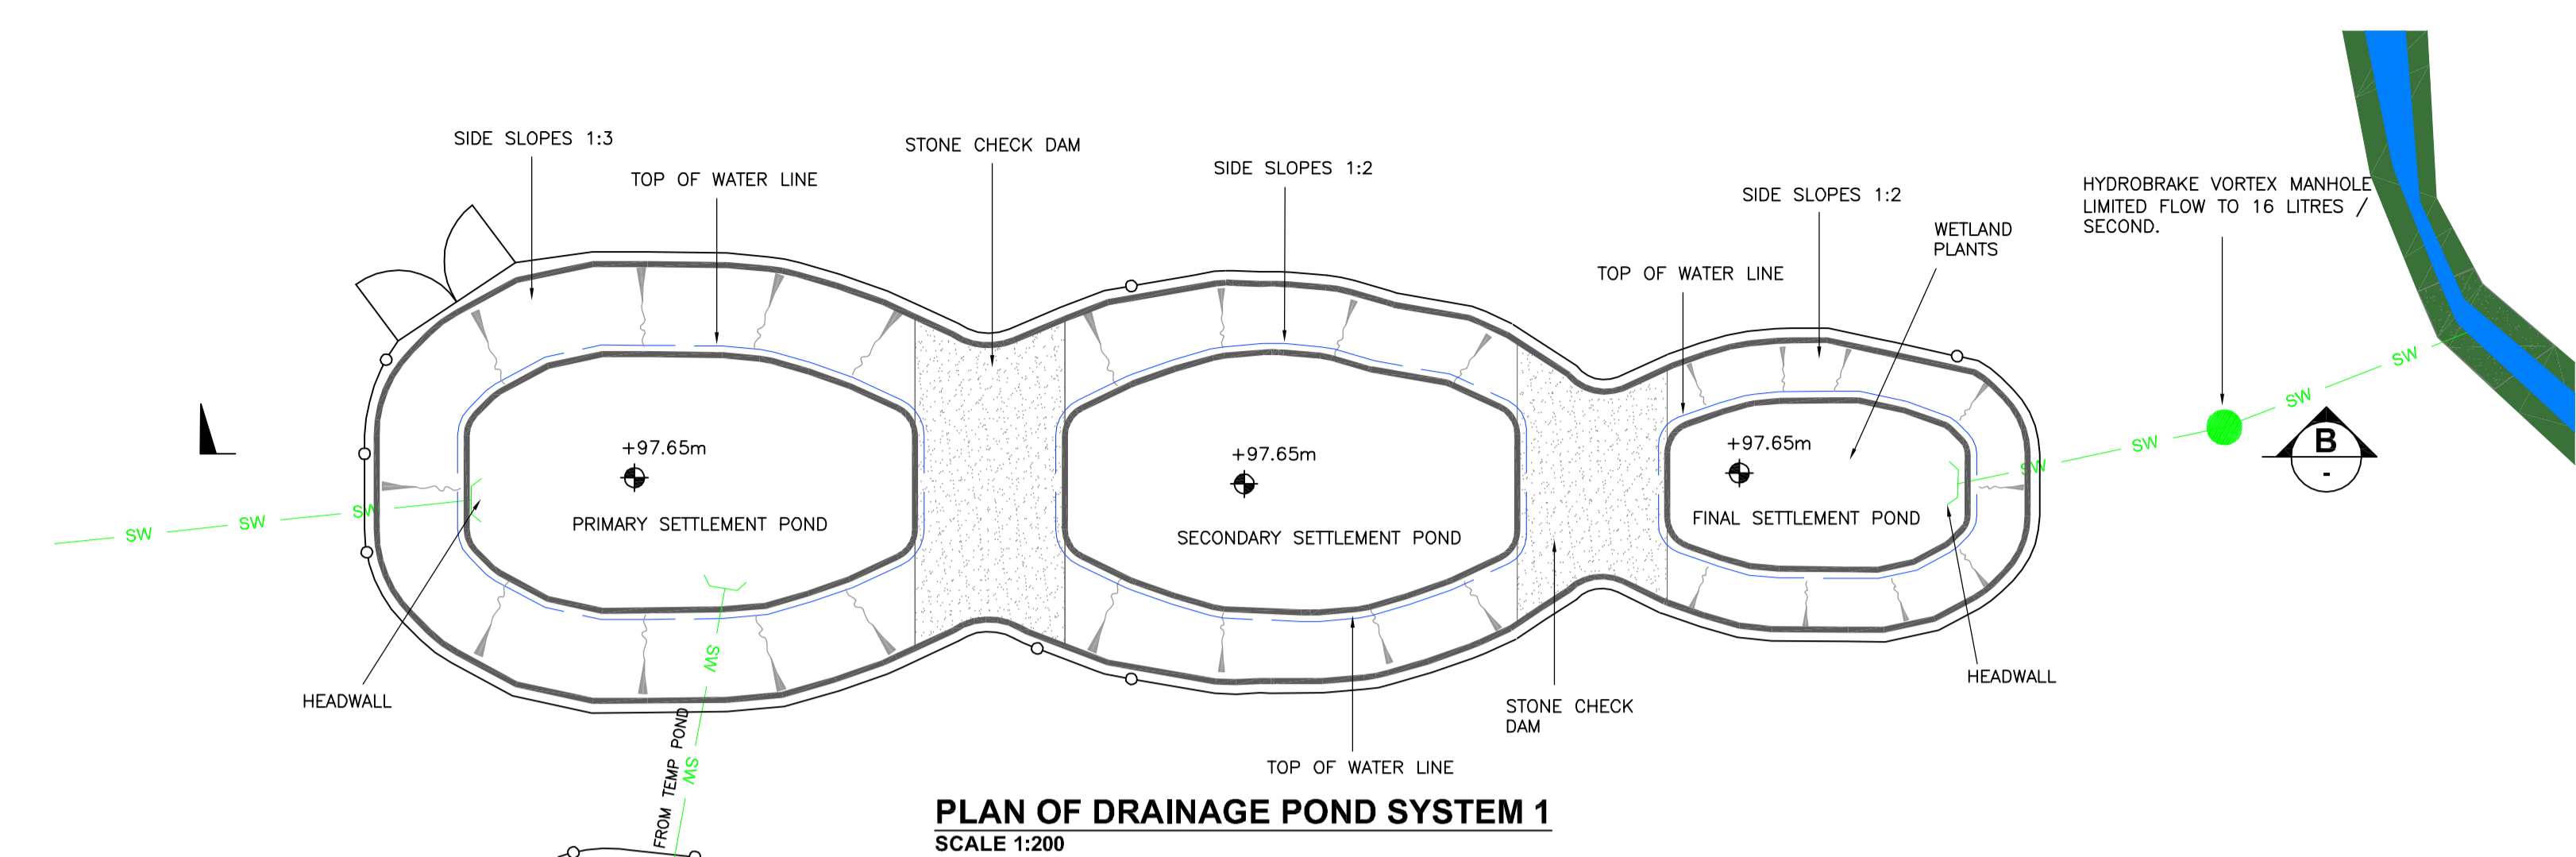 SIDE SLOPES 1:3
TOP OF WATER LINE
STONE CHECK DAM
SIDE SLOPES 1:2
SIDE SLOPES 1:2
TOP OF WATER LINE
WETLAND
PLANTS
HYDROBRAKE VORTEX MANHOLE
LIMITED FLOW TO 16 LITRES /
SECOND.
+97.65m
PRIMARY SETTLEMENT POND
+97.65m
SECONDARY SETTLEMENT POND
+97.65m
FINAL SETTLEMENT POND
SW
SW
SW
SW
SW
SW
SW
B
-
HEADWALL
SW
SW
FROM TEMP POND
STONE CHECK
DAM
HEADWALL
TOP OF WATER LINE
PLAN OF DRAINAGE POND SYSTEM 1
SCALE 1:200